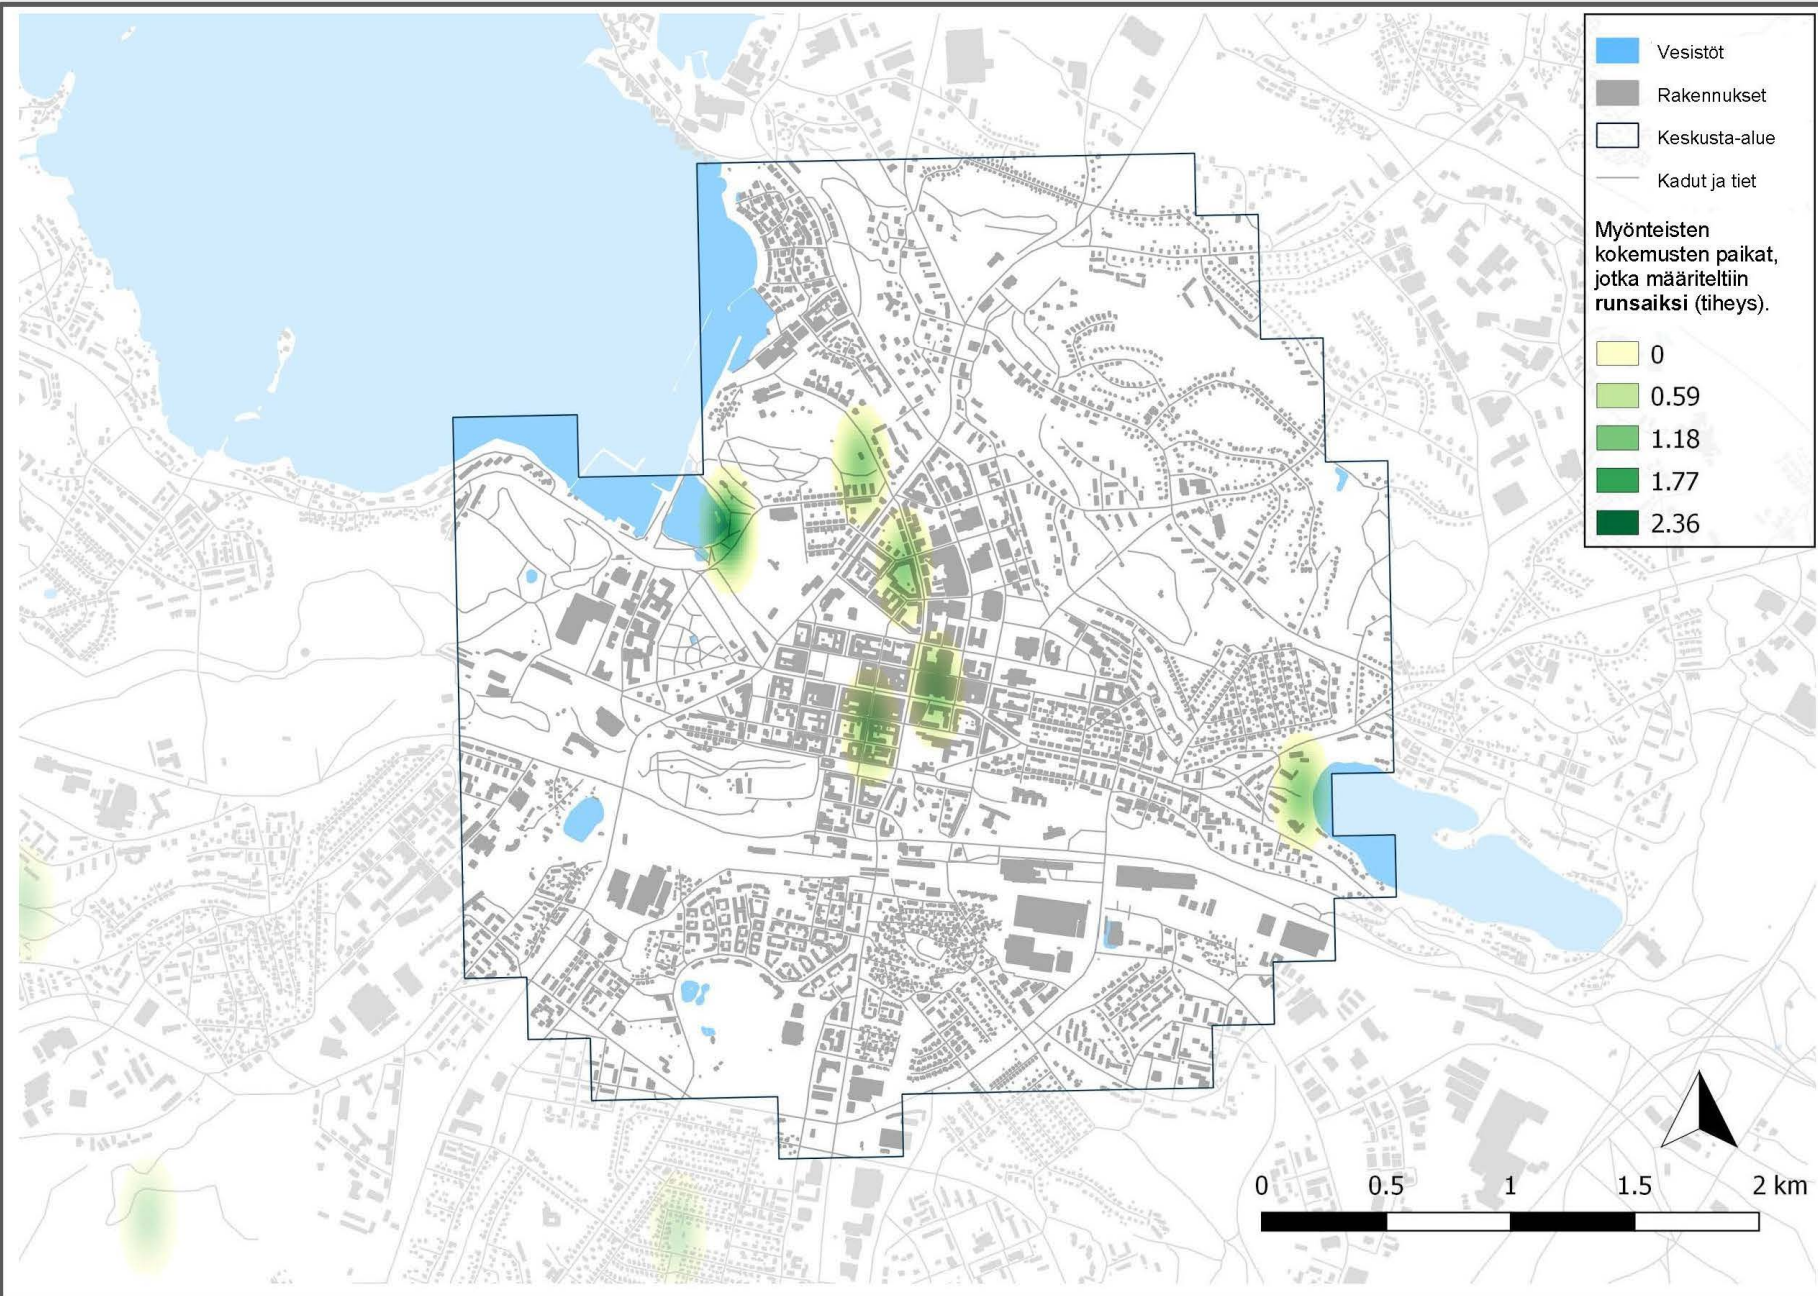 Vesistöt
Rakennukset
Keskusta-alue
Kadut ja tiet
Myönteisten
kokemusten paikat,
jotka määriteltiin
runsaiksi (tiheys).
0
0.59
1.18
1.77
2.36
0 0.5 1 1.5 2 km